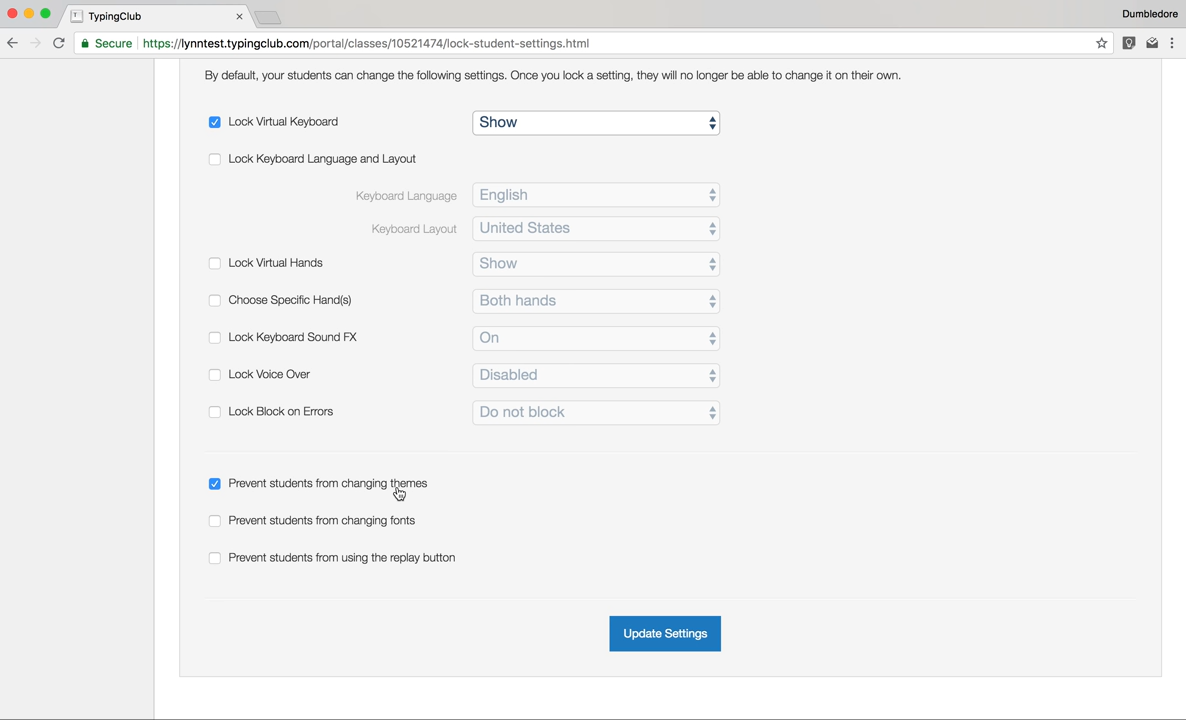 TypingClub
Dumbledore
Secure https://lynntest.typingclub.com/portal/classes/10521474/lock-student-settings.html
By default, your students can change the following settings. Once you lock a setting, they will no longer be able to change it on their own.
Lock Virtual Keyboard Show
Lock Keyboard Language and Layout
Keyboard Language English
Keyboard Layout United States
Lock Virtual Hands Show
Choose Specific Hand(s) Both hands
Lock Keyboard Sound FX On
Lock Voice Over Disabled
Lock Block on Errors Do not block
Prevent students from changing themes
Prevent students from changing fonts
Prevent students from using the replay button
Update Settings